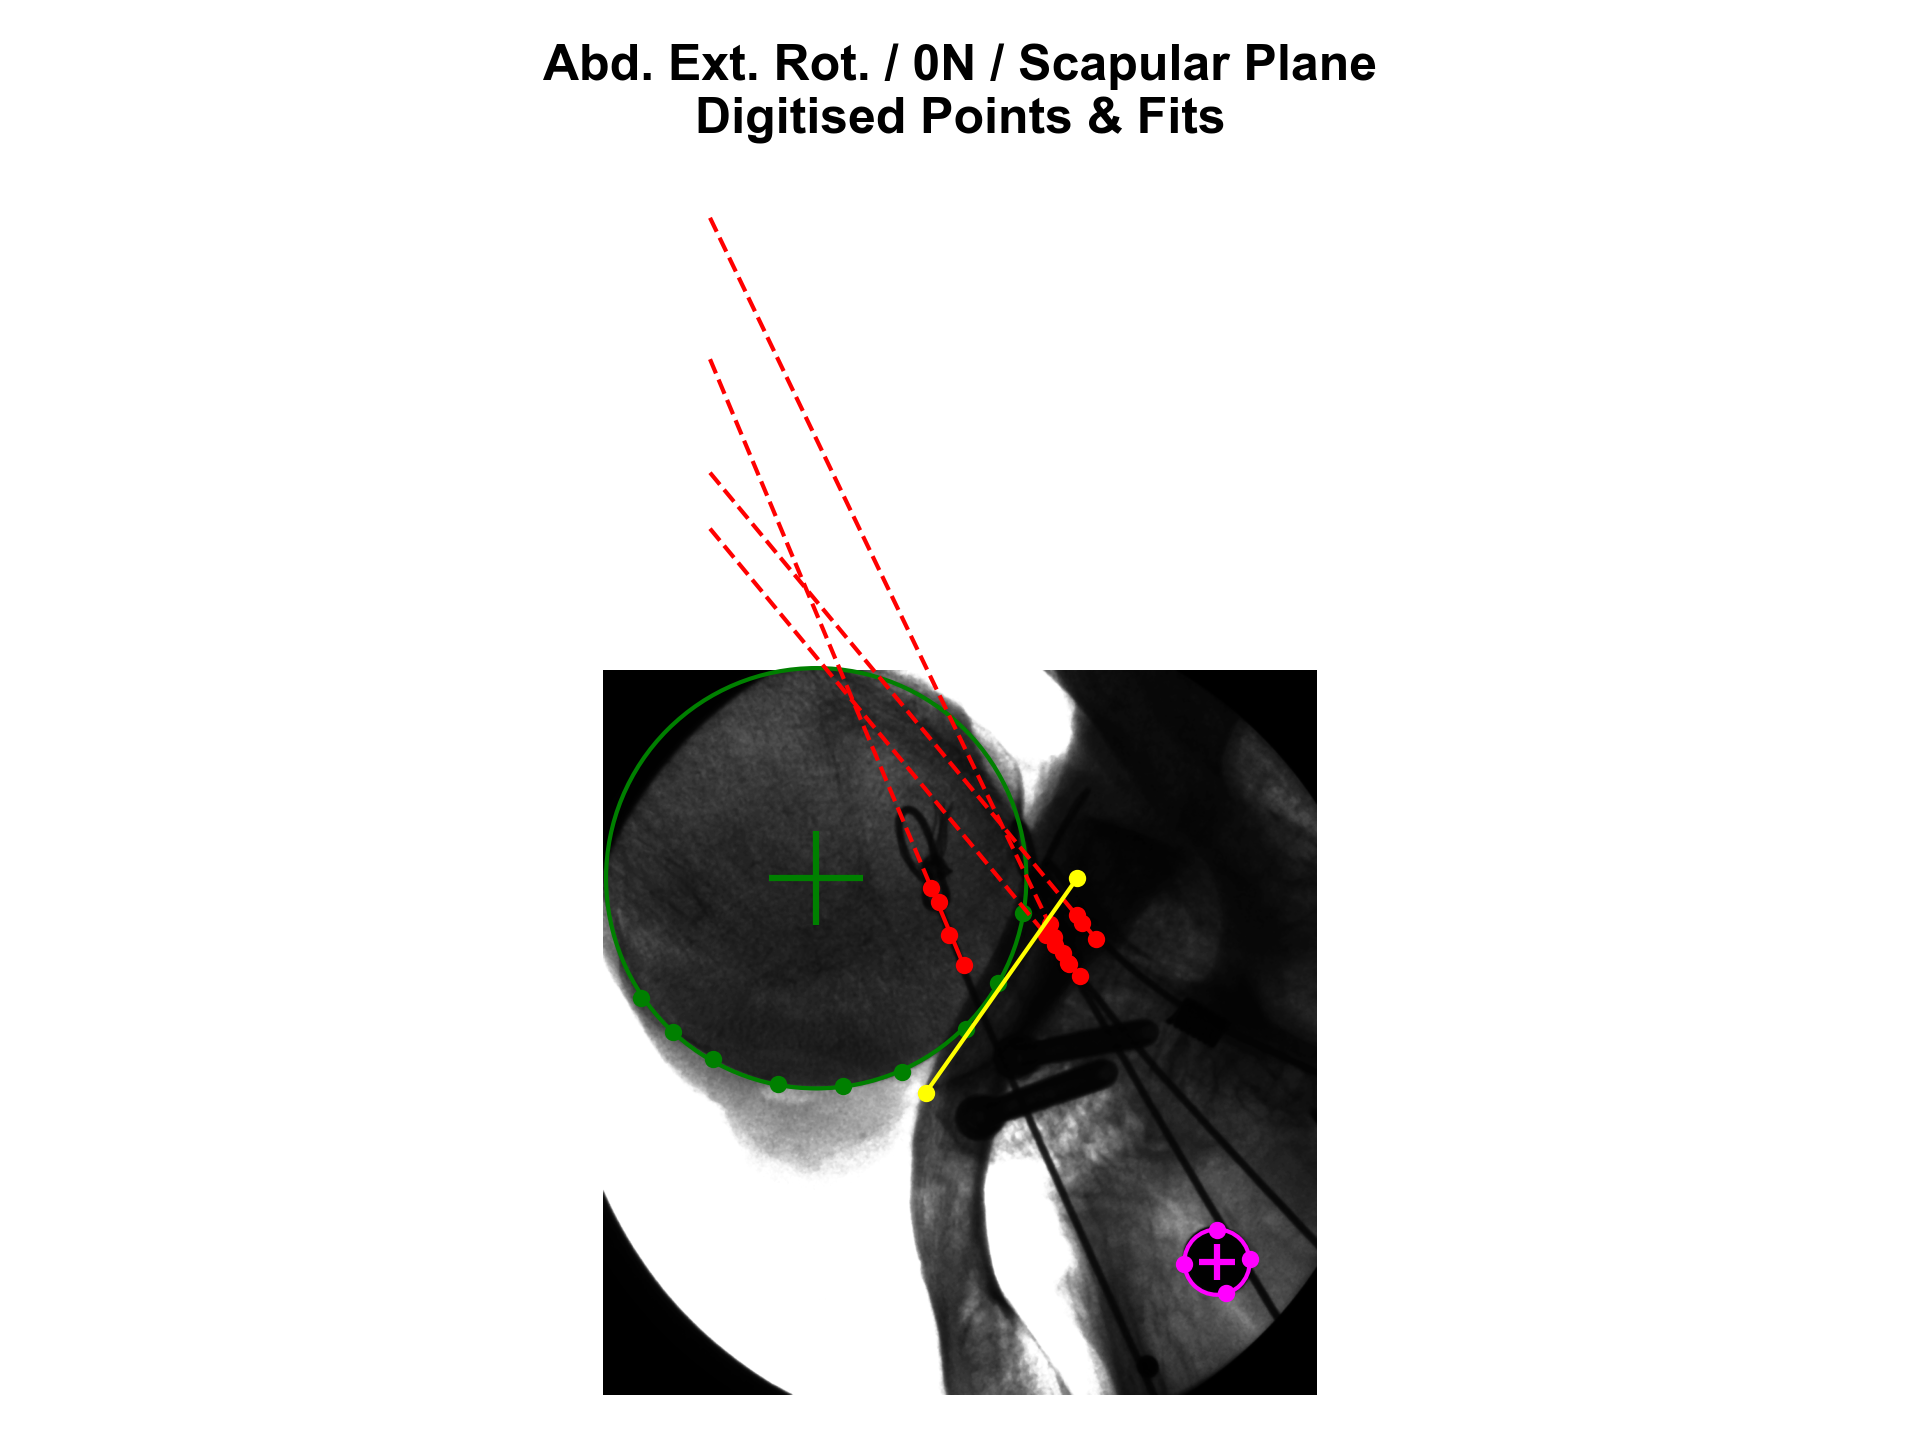 Abd. Ext. Rot. / 0N / Scapular Plane
Digitised Points & Fits